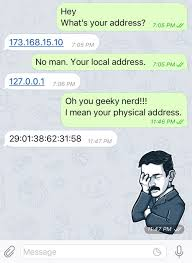 Hey
What's your address? 7:05 PM
173.168.15.10 7:05 PM
No man. Your local address. 7:05 PM
127.0.0.1 7:06 PM
Oh you geeky nerd!!!
I mean your physical address.
11:46 PM
29:01:38:62:31:58 11:47 PM
11:47 PM
Message